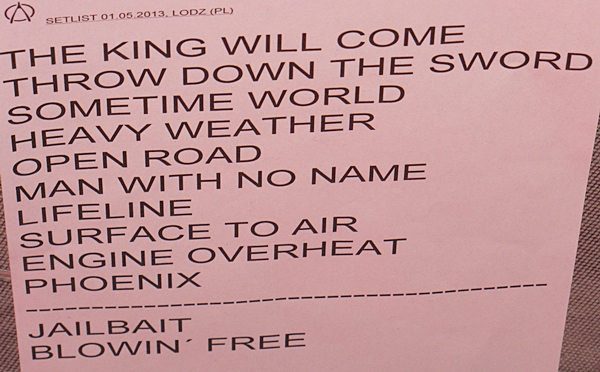 SETLIST 01.05.2013, LODZ (PL)
THE KING WILL COME
THROW DOWN THE SWORD
SOMETIME WORLD
HEAVY WEATHER
OPEN ROAD
MAN WITH NO NAME
LIFELINE
SURFACE TO AIR
ENGINE OVERHEAT
PHOENIX
JAILBAIT
BLOWIN´ FREE